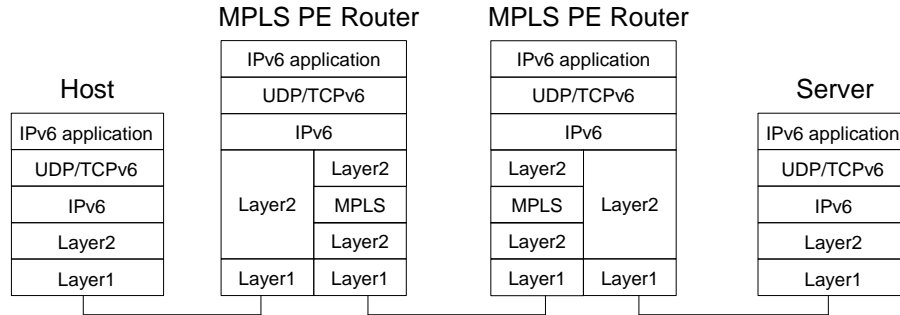 MPLS PE Router
MPLS PE Router
Host
Server
IPv6 application
UDP/TCPv6
IPv6
Layer2
Layer1
IPv6 application
UDP/TCPv6
IPv6
Layer2
Layer2
MPLS
Layer2
Layer1
Layer1
IPv6 application
UDP/TCPv6
IPv6
Layer2
MPLS
Layer2
Layer2
Layer1
Layer1
IPv6 application
UDP/TCPv6
IPv6
Layer2
Layer1